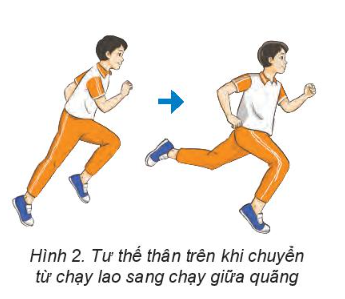 Hình 2. Tư thế thân trên khi chuyển
từ chạy lao sang chạy giữa quãng